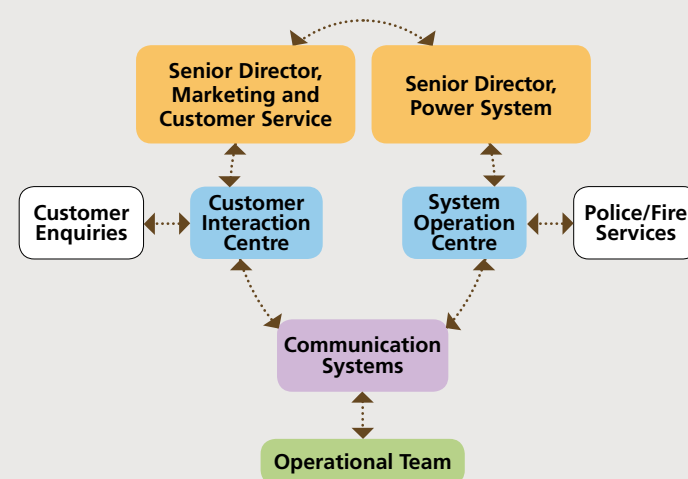 Senior Director,
Marketing and
Customer Service
Senior Director,
Power System
Customer
Enquiries
Customer
Interaction
Centre
System
Operation
Centre
Police/Fire
Services
Communication
Systems
Operational Team